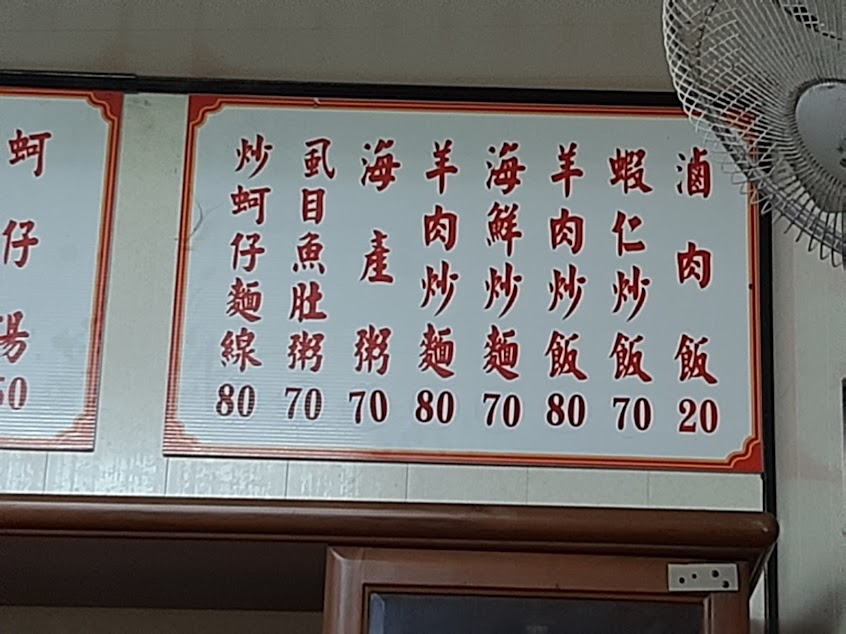 滷肉飯 20
蝦仁炒飯 70
羊肉炒飯 80
海鮮炒麵 70
羊肉炒麵 80
海產粥 70
虱目魚肚粥 70
炒蚵仔麵線 80
蚵仔湯